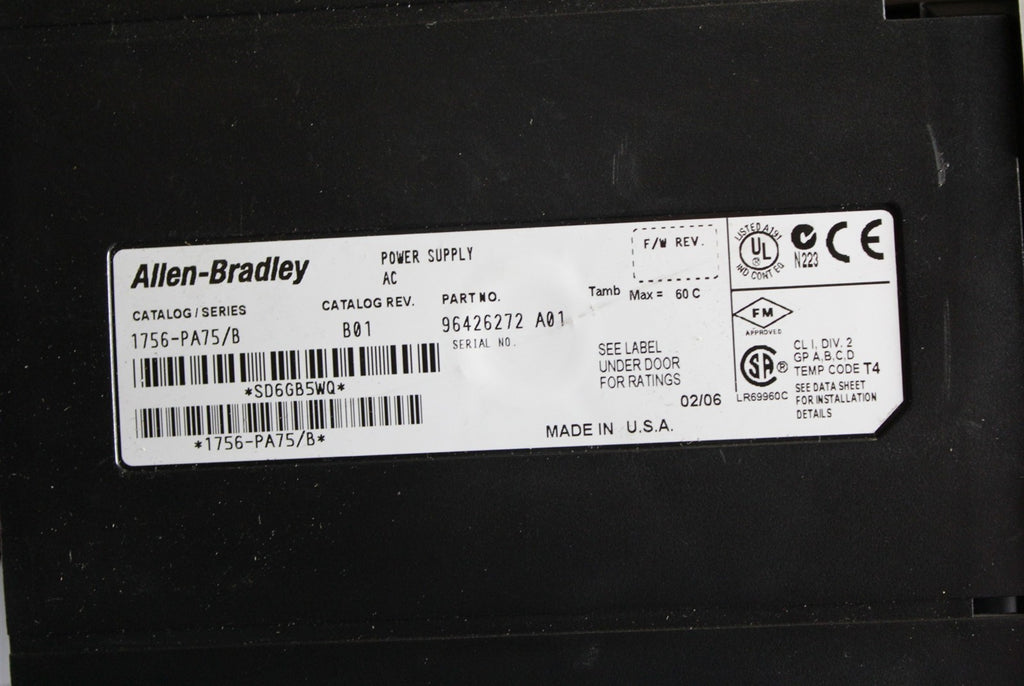 Allen-Bradley
POWER SUPPLY
AC
CATALOG / SERIES
1756-PA75/B
CATALOG REV.
B01
PART NO.
96426272 A01
SERIAL NO.
*SD6GB5WQ*
*1756-PA75/B*
F/W REV.
Tamb Max = 60 C
SEE LABEL
UNDER DOOR
FOR RATINGS
02/06
MADE IN U.S.A.
LISTED A191
UL
®
IND CONT EQ
N223
CE
FM
APPROVED
SA ®
LR69960C
CL I, DIV. 2
GP A,B,C,D
TEMP CODE T4
SEE DATA SHEET
FOR INSTALLATION
DETAILS